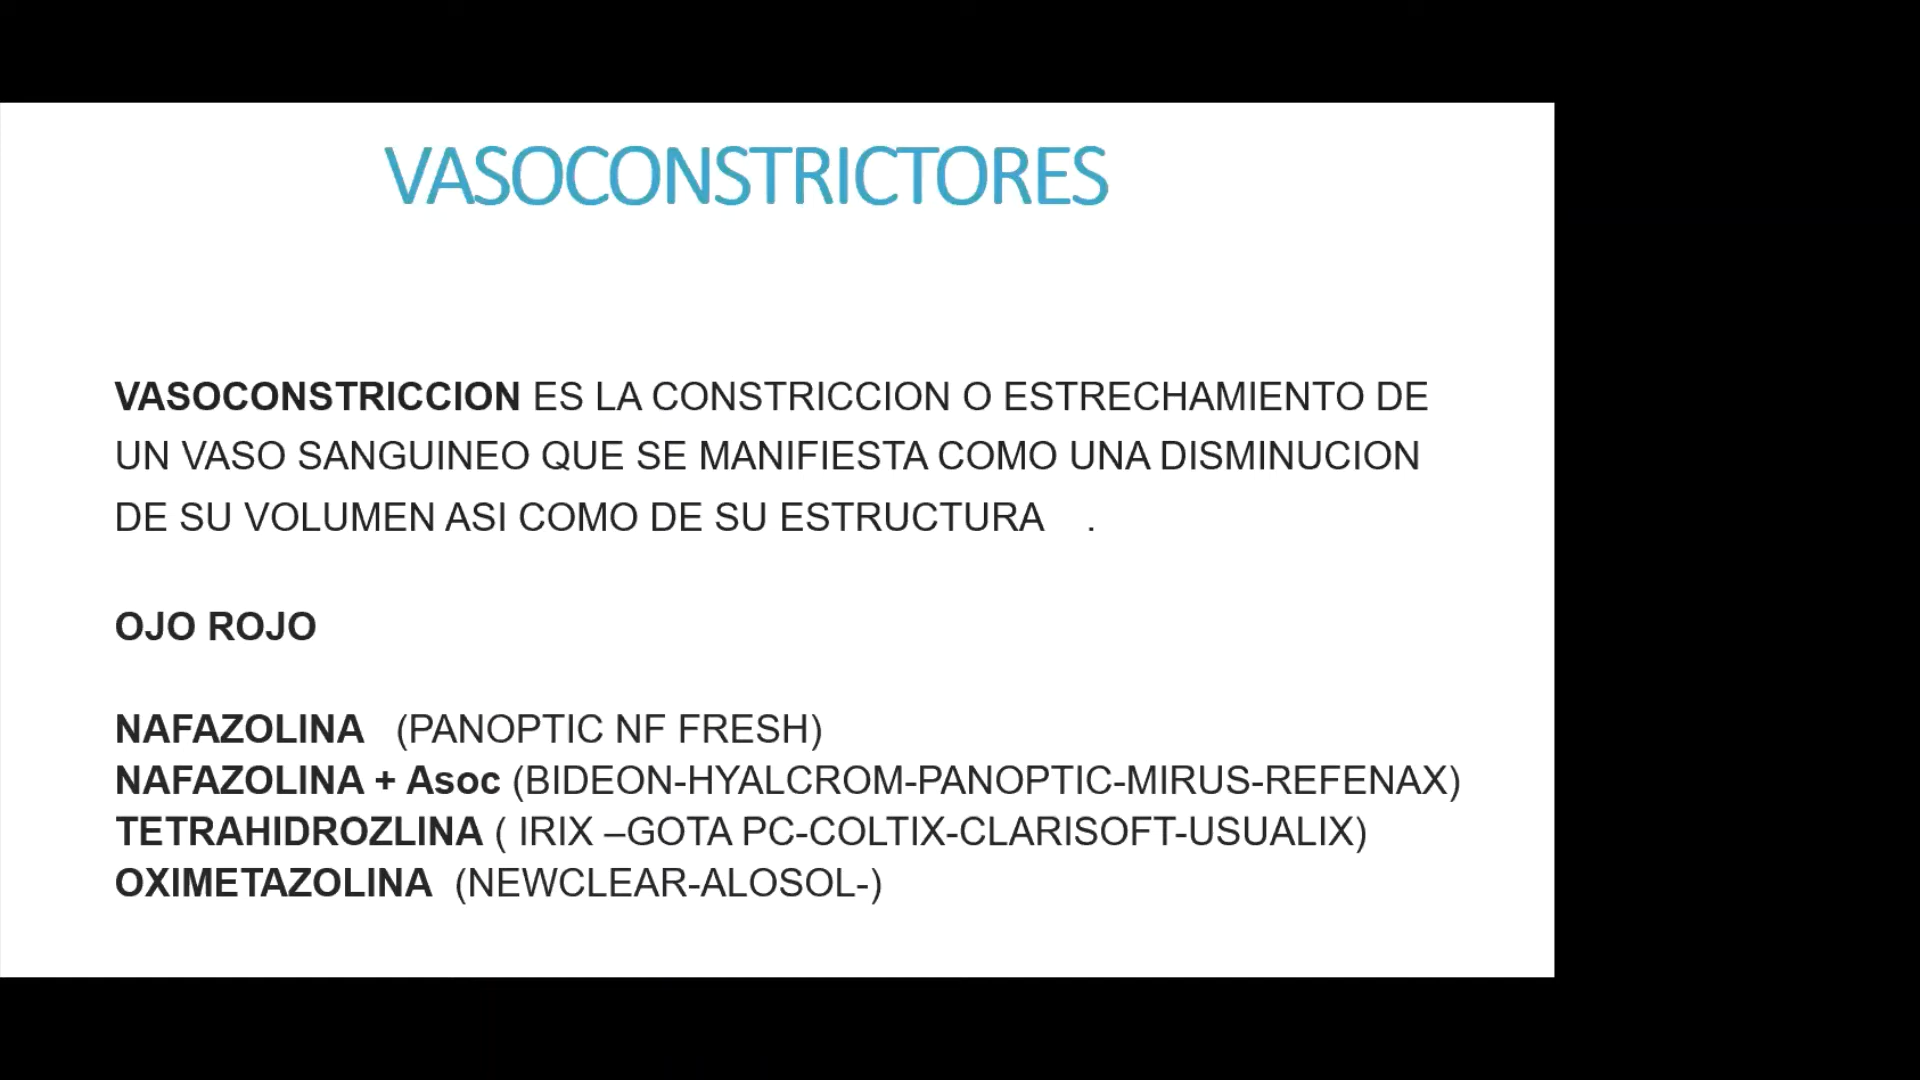 VASOCONSTRICTORES
VASOCONSTRICCION ES LA CONSTRICCION O ESTRECHAMIENTO DE
UN VASO SANGUINEO QUE SE MANIFIESTA COMO UNA DISMINUCION
DE SU VOLUMEN ASI COMO DE SU ESTRUCTURA .
OJO ROJO
NAFAZOLINA (PANOPTIC NF FRESH)
NAFAZOLINA + Asoc (BIDEON-HYALCROM-PANOPTIC-MIRUS-REFENAX)
TETRAHIDROZLINA ( IRIX –GOTA PC-COLTIX-CLARISOFT-USUALIX)
OXIMETAZOLINA (NEWCLEAR-ALOSOL-)